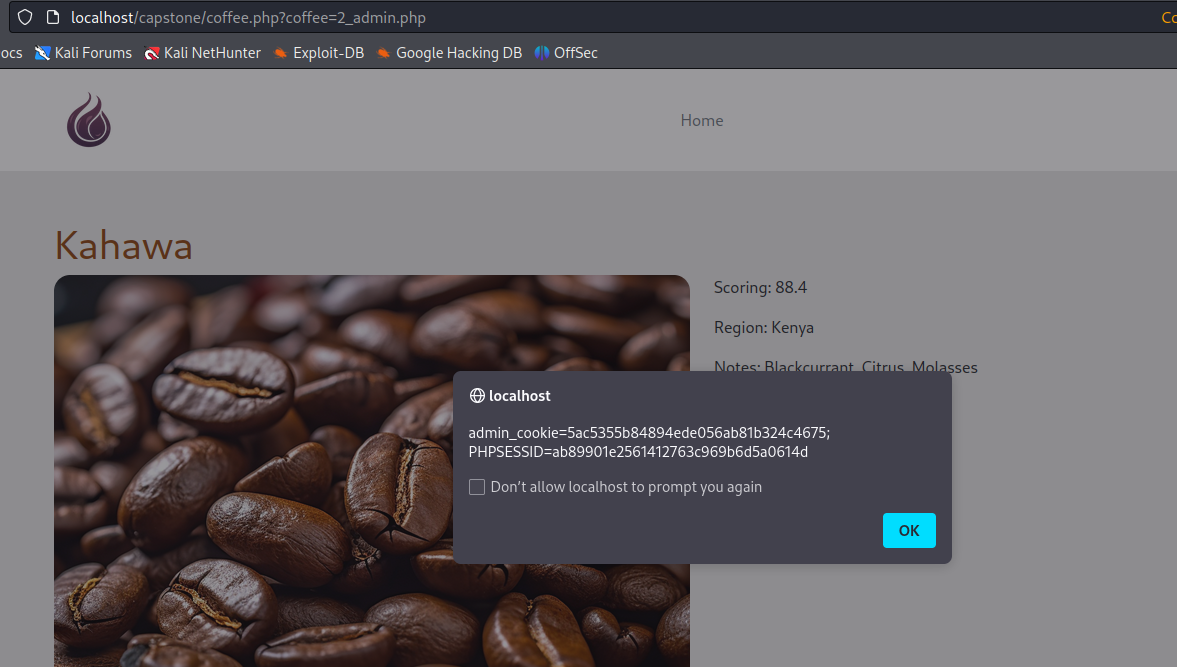 localhost/capstone/coffee.php?coffee=2_admin.php
ocs Kali Forums Kali NetHunter Exploit-DB Google Hacking DB OffSec
Home
Kahawa
Scoring: 88.4
Region: Kenya
Notes: Blackcurrant, Citrus, Molasses
localhost
admin_cookie=5ac5355b84894ede056ab81b324c4675;
PHPSESSID=ab89901e2561412763c969b6d5a0614d
Don’t allow localhost to prompt you again
OK